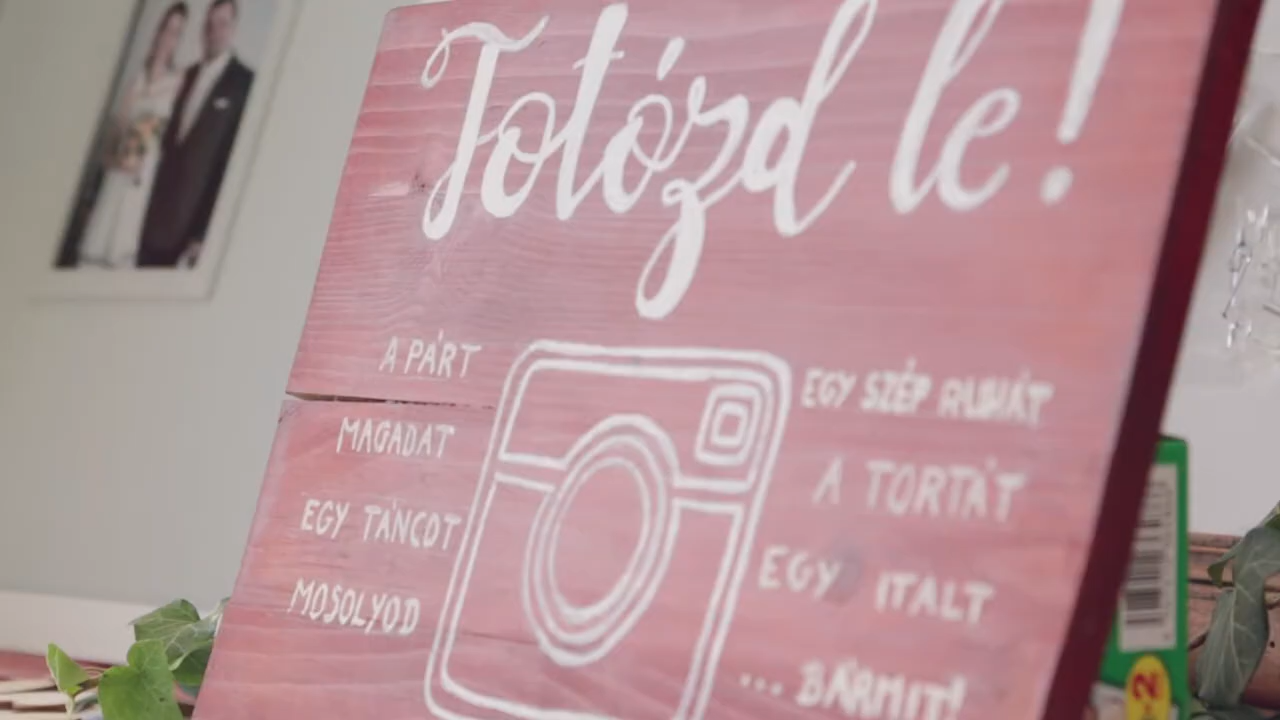 Fotózd le!
A PÁRT
MAGADAT
EGY TÁNCOT
MOSOLYOD
EGY SZÉP RUHÁT
A TORTÁT
EGY ITALT
... BÁRMIT!